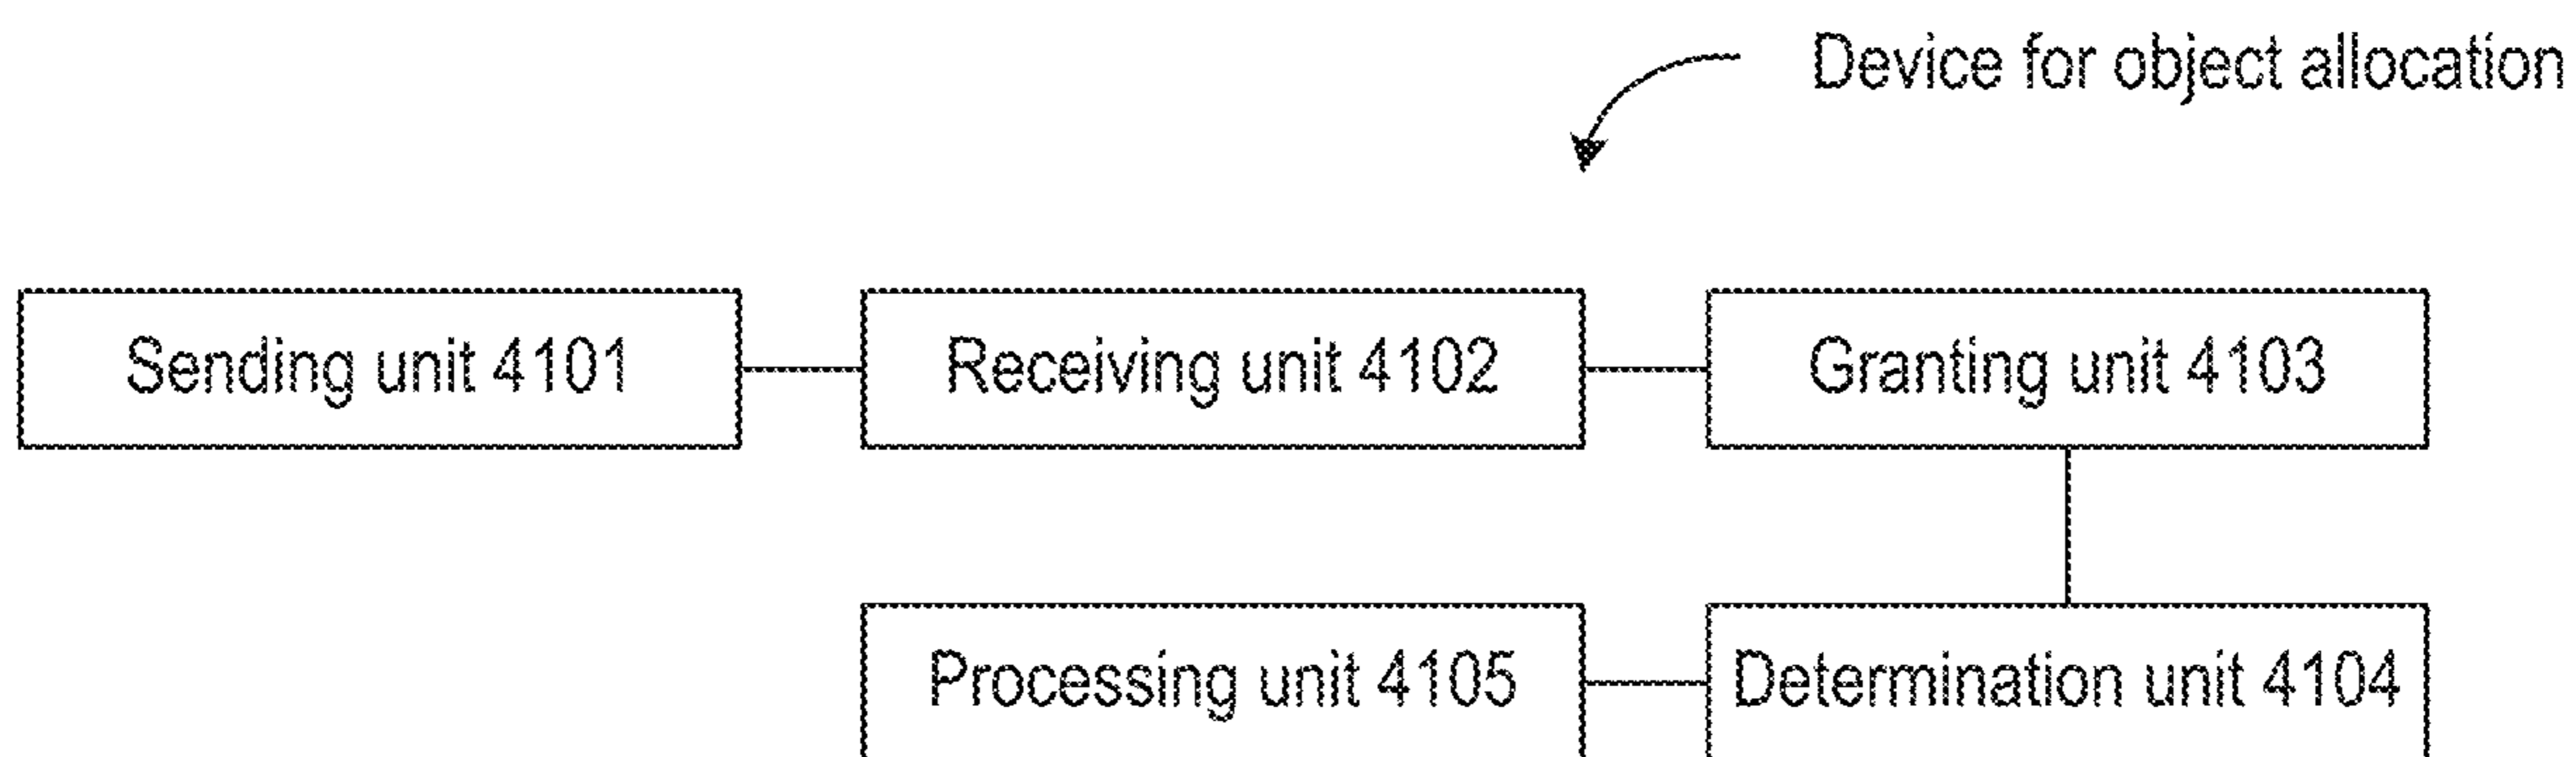 Device for object allocation
Sending unit 4101
Receiving unit 4102
Granting unit 4103
Processing unit 4105
Determination unit 4104